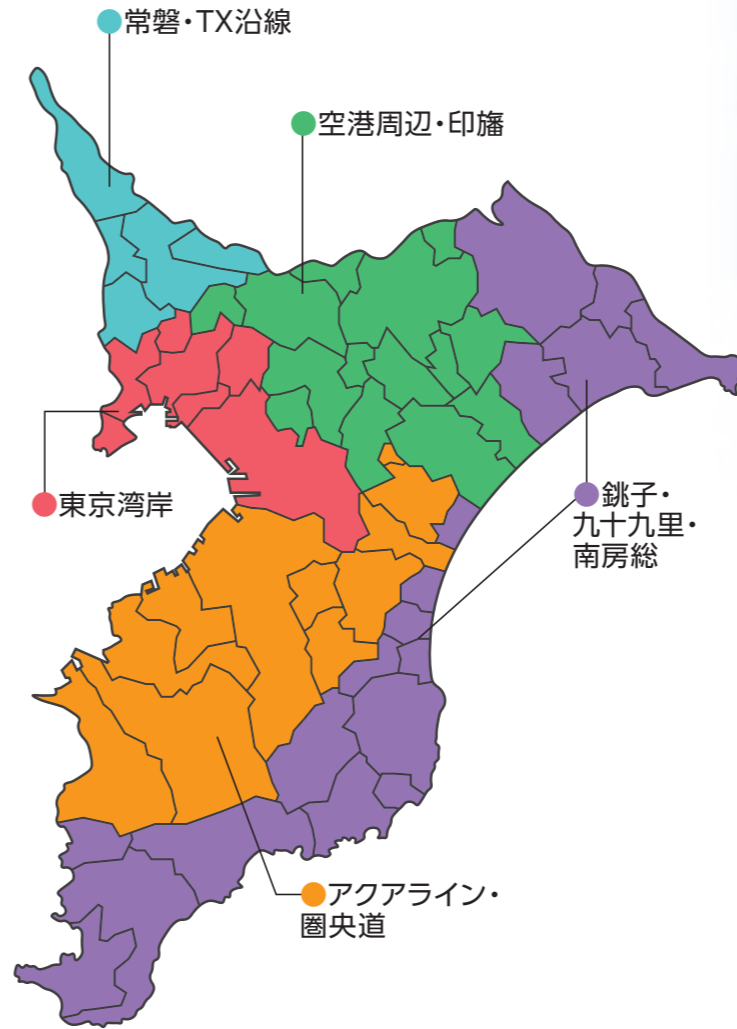 常磐・TX沿線
空港周辺・印旛
東京湾岸
銚子・
九十九里・
南房総
アクアライン・
圏央道